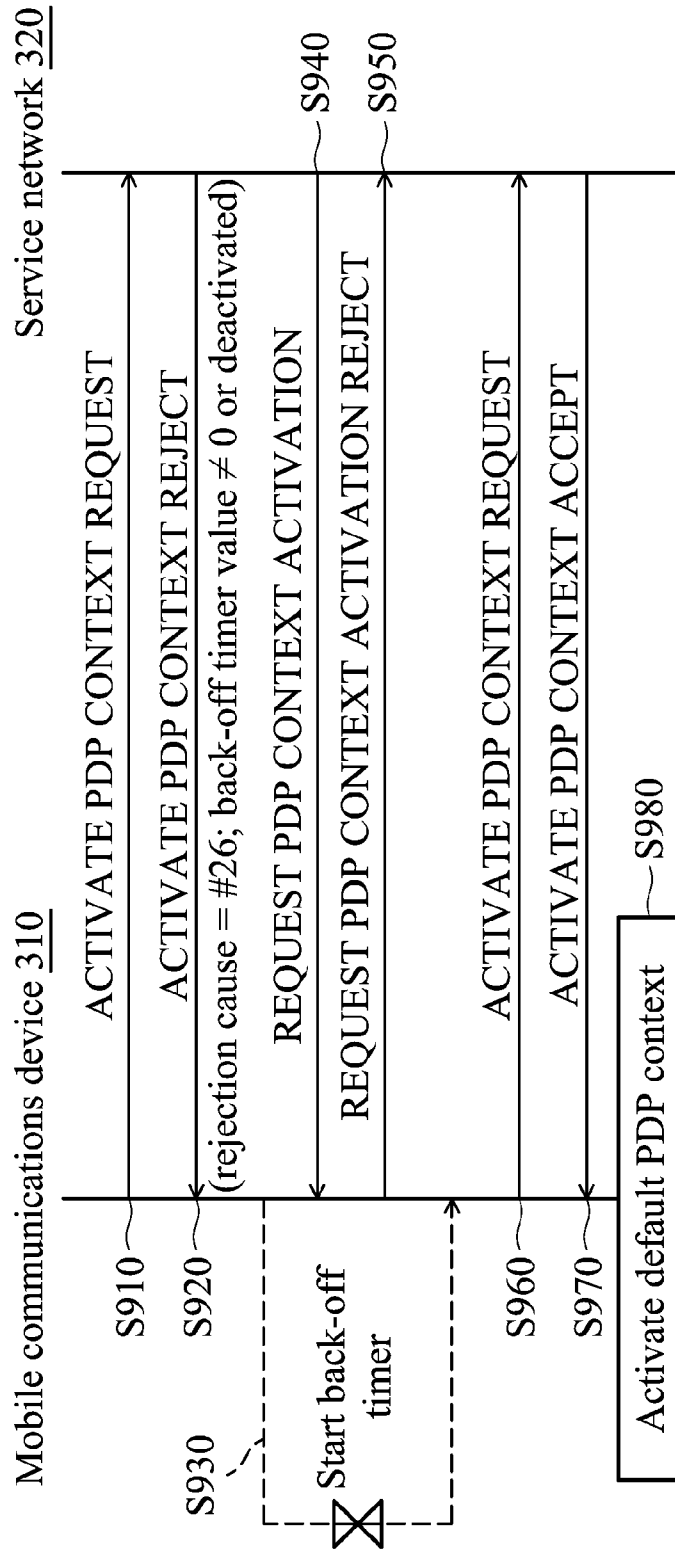 Mobile communications device 310
Service network 320
ACTIVATE PDP CONTEXT REQUEST
S910
ACTIVATE PDP CONTEXT REJECT
S920
(rejection cause = #26; back-off timer value ≠ 0 or deactivated)
S930
Start back-off
timer
REQUEST PDP CONTEXT ACTIVATION
S940
REQUEST PDP CONTEXT ACTIVATION REJECT
S950
ACTIVATE PDP CONTEXT REQUEST
S960
ACTIVATE PDP CONTEXT ACCEPT
S970
Activate default PDP context
S980